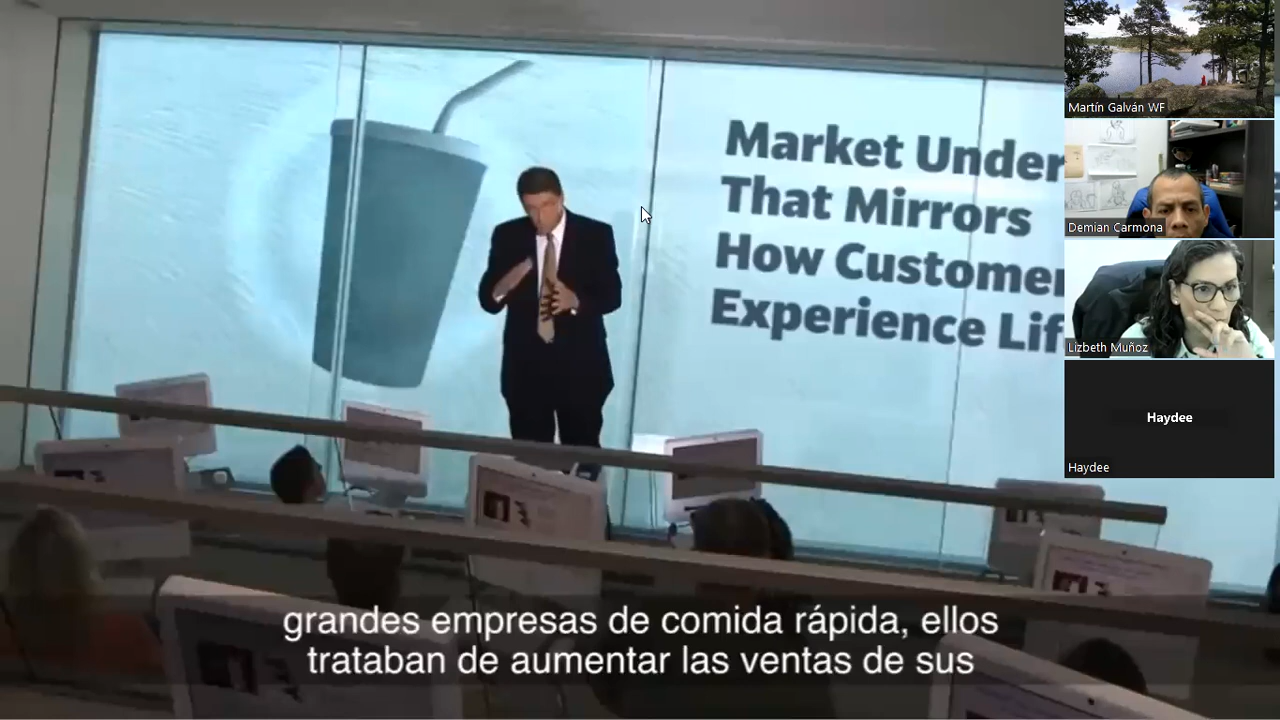 Market Under
That Mirrors
How Customer
Experience Lif
grandes empresas de comida rápida, ellos
trataban de aumentar las ventas de sus
Martín Galván WF
Demian Carmona
Lizbeth Muñoz
Haydee
Haydee